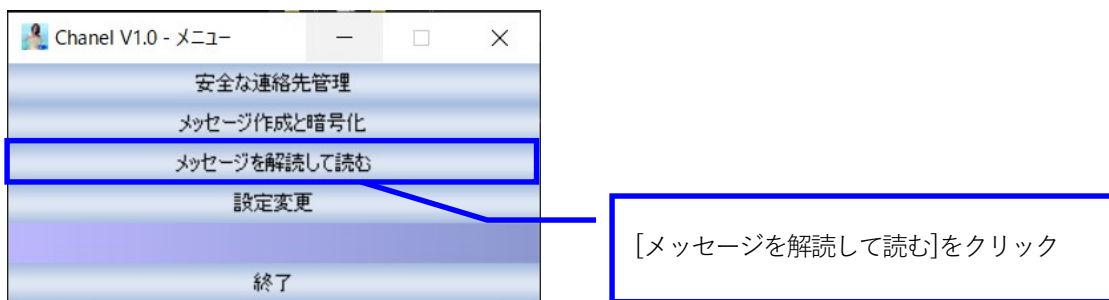 Chanel V1.0 - メニュー
安全な連絡先管理
メッセージ作成と暗号化
メッセージを解読して読む
設定変更
終了
[メッセージを解読して読む]をクリック